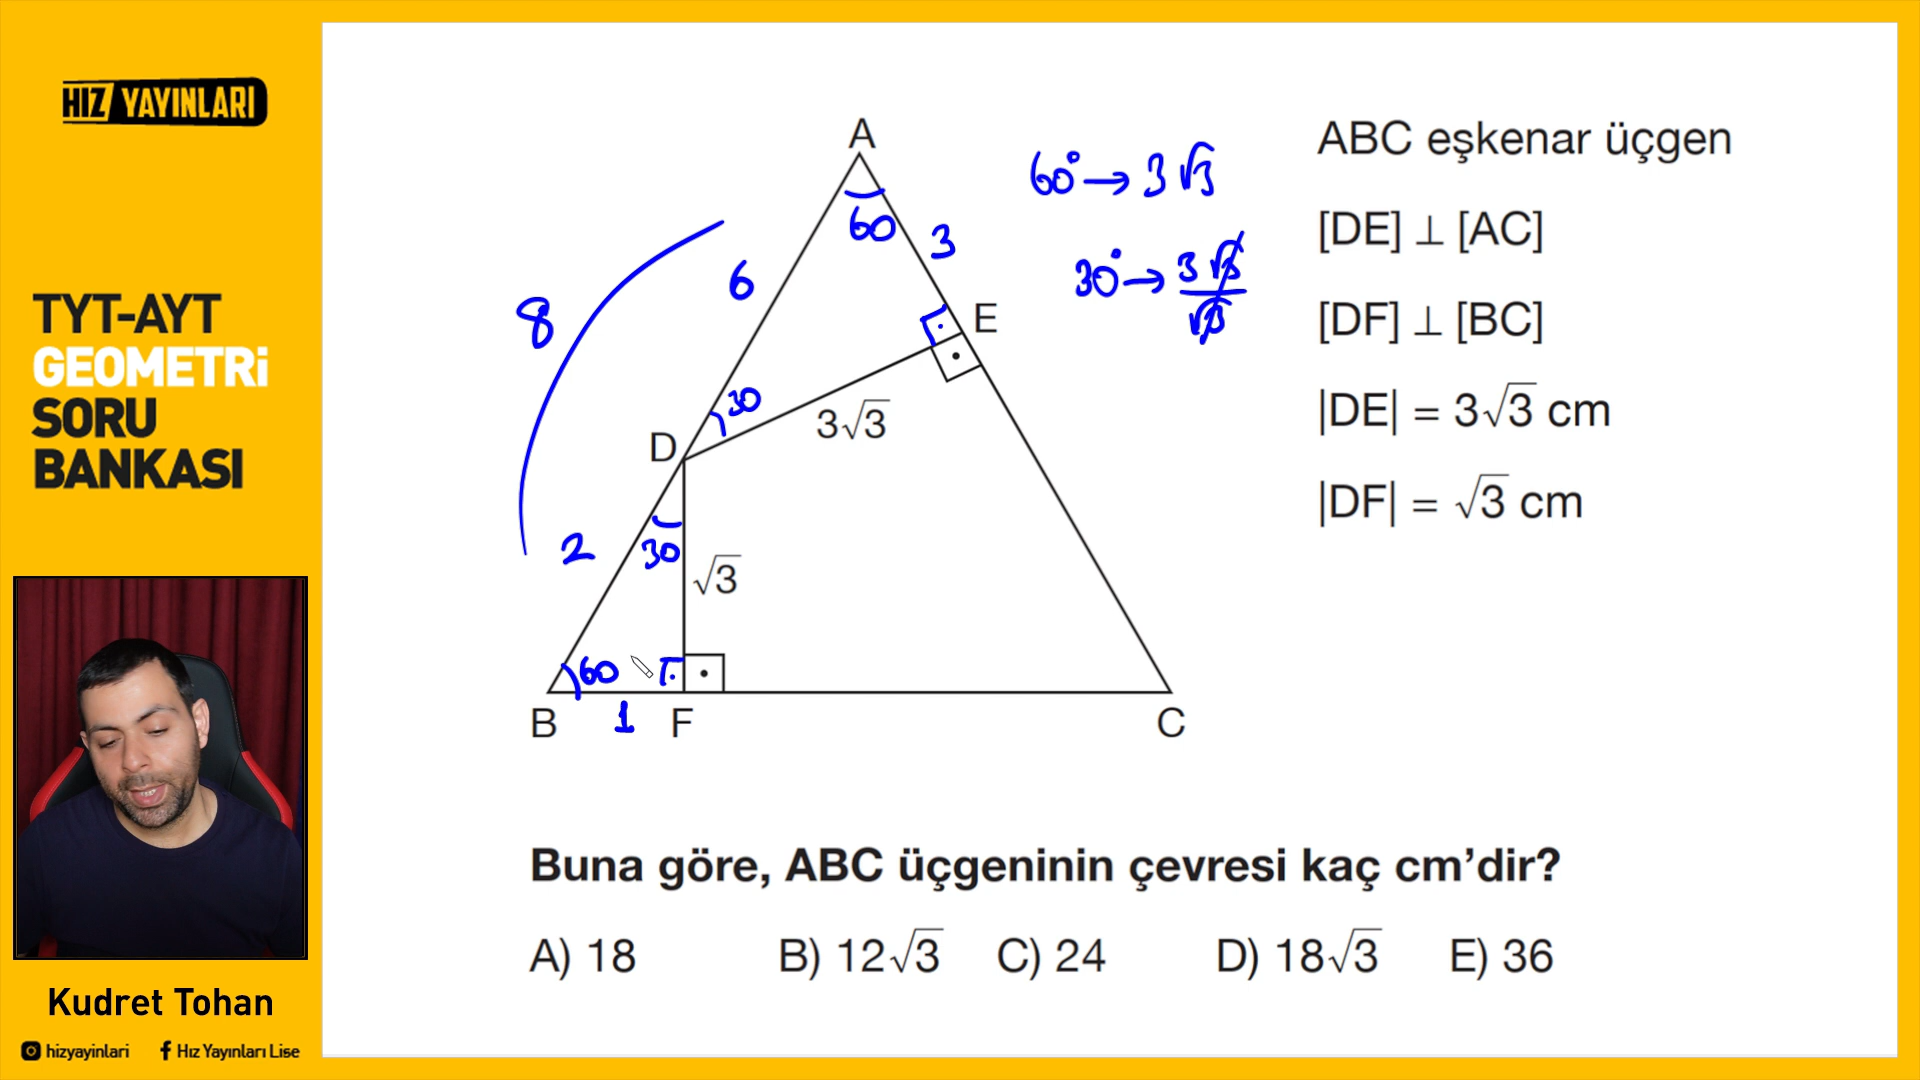 HIZ YAYINLARI
TYT-AYT
GEOMETRİ
SORU
BANKASI
Kudret Tohan
hizyayinlari
Hız Yayınları Lise
A
60
3
6
8
E
30
3√3
D
2
30
√3
60
B
1
F
C
60° → 3√3
30° → 3√3/√3
ABC eşkenar üçgen
[DE] ⊥ [AC]
[DF] ⊥ [BC]
|DE| = 3√3 cm
|DF| = √3 cm
Buna göre, ABC üçgeninin çevresi kaç cm’dir?
A) 18 B) 12√3 C) 24 D) 18√3 E) 36